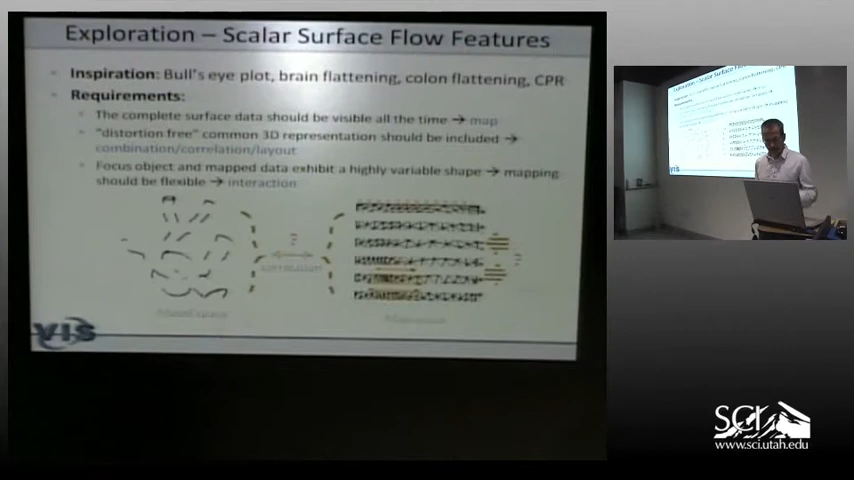 Exploration – Scalar Surface Flow Features
Inspiration: Bull's eye plot, brain flattening, colon flattening, CPR
Requirements:
The complete surface data should be visible all the time → map
"distortion free" common 3D representation should be included →
combination/correlation/layout
Focus object and mapped data exhibit a highly variable shape → mapping
should be flexible → interaction
?
?
VIS
SCI
www.sci.utah.edu